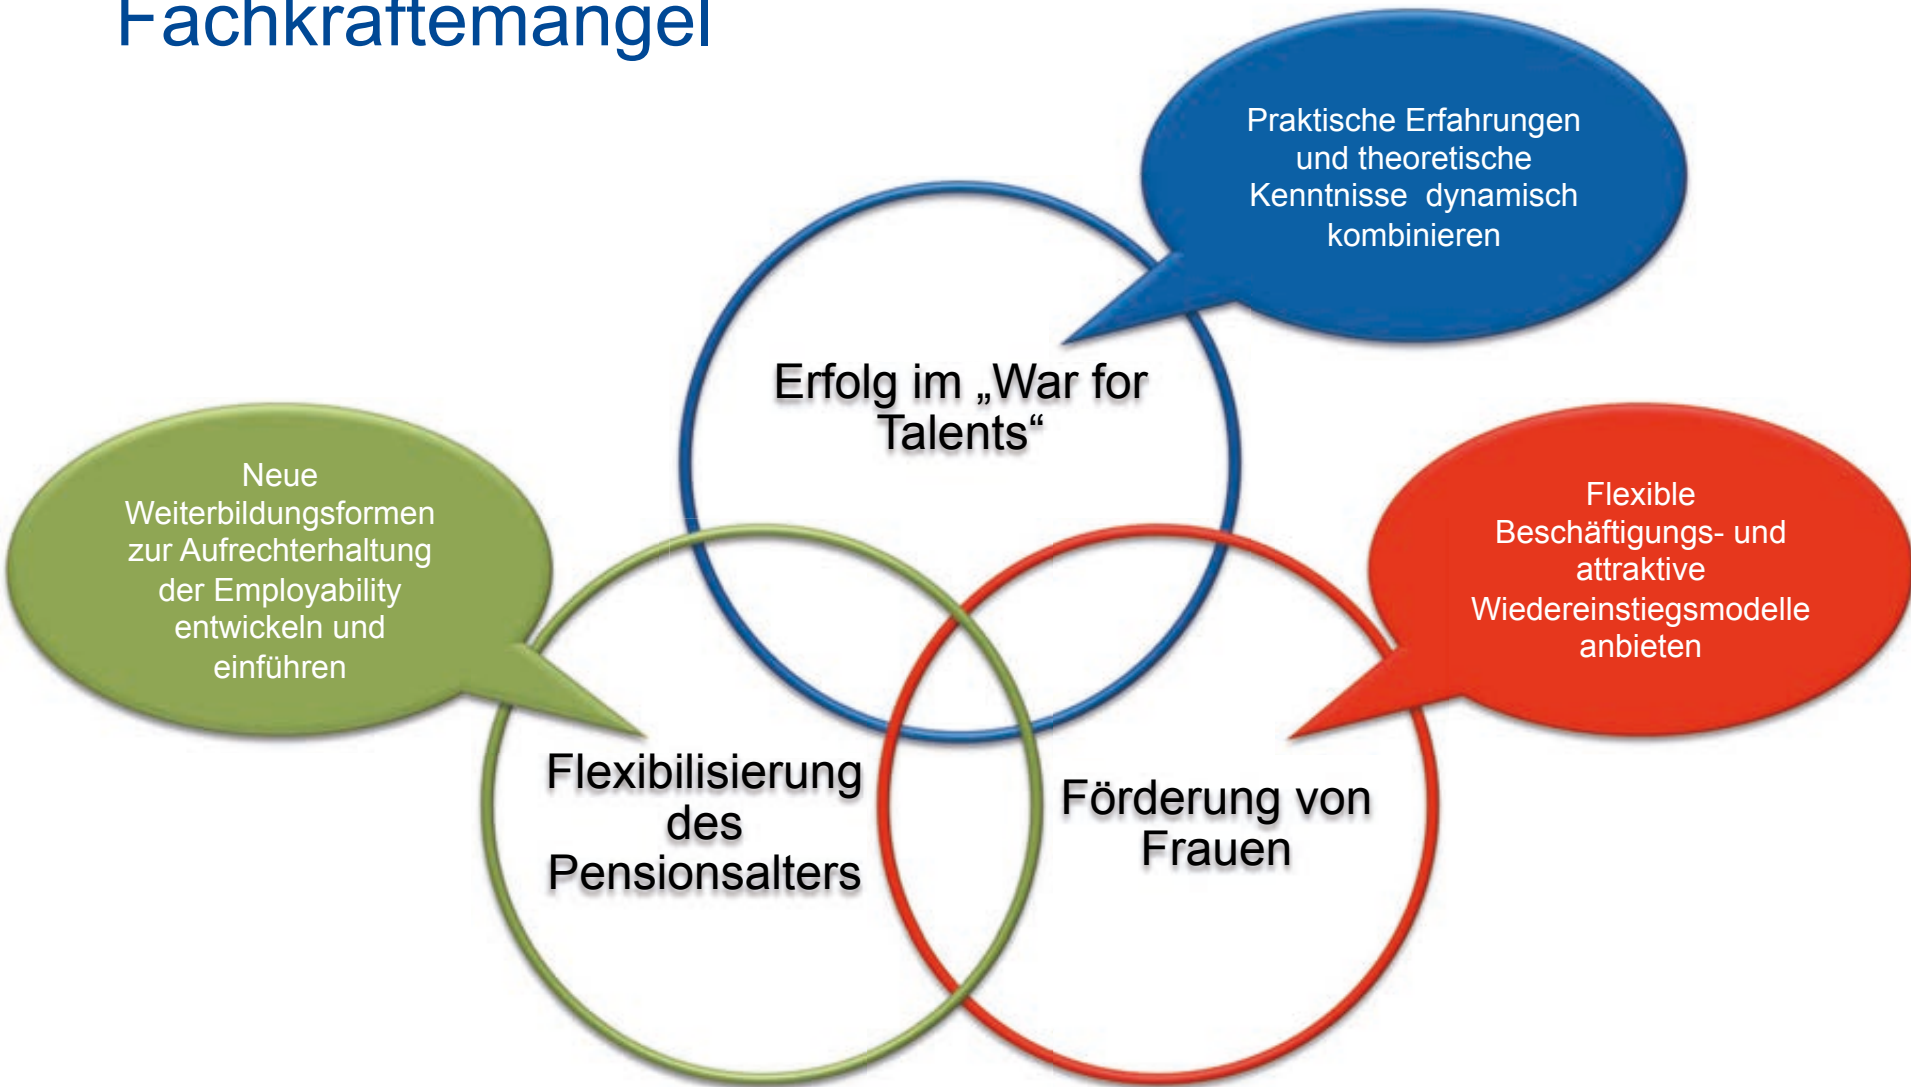 Fachkräftemangel
Praktische Erfahrungen
und theoretische
Kenntnisse dynamisch
kombinieren
Erfolg im „War for
Talents“
Neue
Weiterbildungsformen
zur Aufrechterhaltung
der Employability
entwickeln und
einführen
Flexible
Beschäftigungs- und
attraktive
Wiedereinstiegsmodelle
anbieten
Flexibilisierung
des
Pensionsalters
Förderung von
Frauen